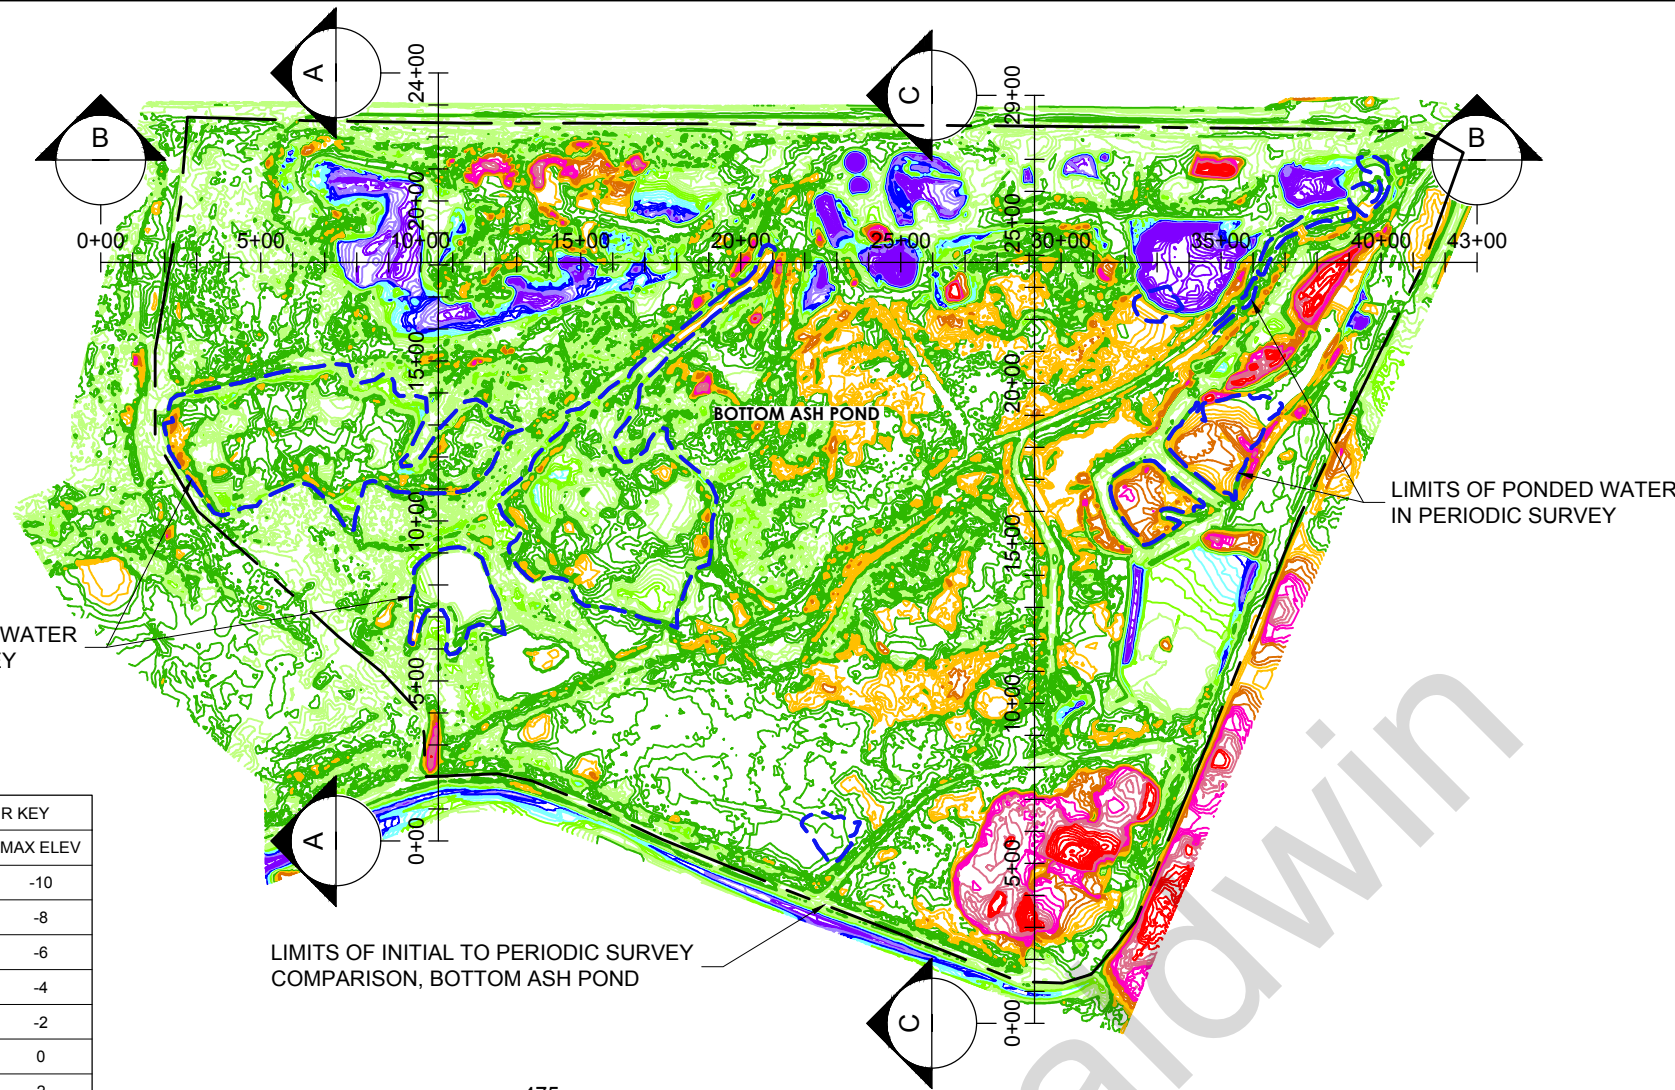 A
24+00
C
29+00
B
B
20+00
25+00
0+00
5+00
10+00
15+00
20+00
25+00
30+00
35+00
40+00
43+00
15+00
20+00
BOTTOM ASH POND
LIMITS OF PONDED WATER
IN PERIODIC SURVEY
10+00
15+00
WATER
EY
5+00
10+00
R KEY
MAX ELEV
-10
-8
-6
-4
-2
0
A
0+00
5+00
LIMITS OF INITIAL TO PERIODIC SURVEY
COMPARISON, BOTTOM ASH POND
C
0+00
aldwin